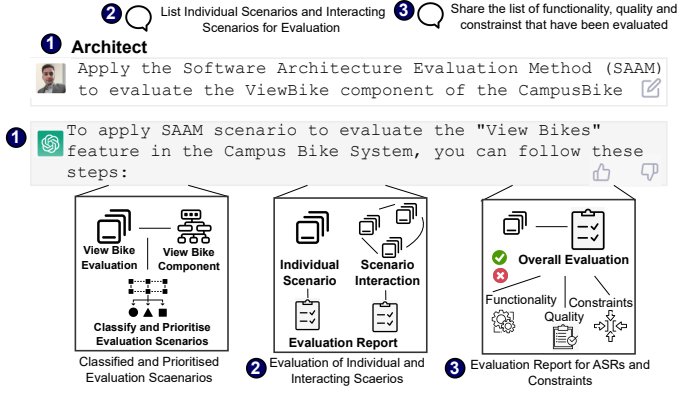 2
List Individual Scenarios and Interacting
Scenarios for Evaluation
3
Share the list of functionality, quality and
constrainst that have been evaluated
1 Architect
Apply the Software Architecture Evaluation Method (SAAM)
to evaluate the ViewBike component of the CampusBike
1
To apply SAAM scenario to evaluate the "View Bikes"
feature in the Campus Bike System, you can follow these
steps:
View Bike
Evaluation
View Bike
Component
Classify and Prioritise
Evaluation Scenarios
Classified and Prioritised
Evaluation Scaenarios
Individual
Scenario
Scenario
Interaction
Evaluation Report
2 Evaluation of Individual and
Interacting Scaerios
Overall Evaluation
Functionality
Quality
Constraints
3 Evaluation Report for ASRs and
Constraints